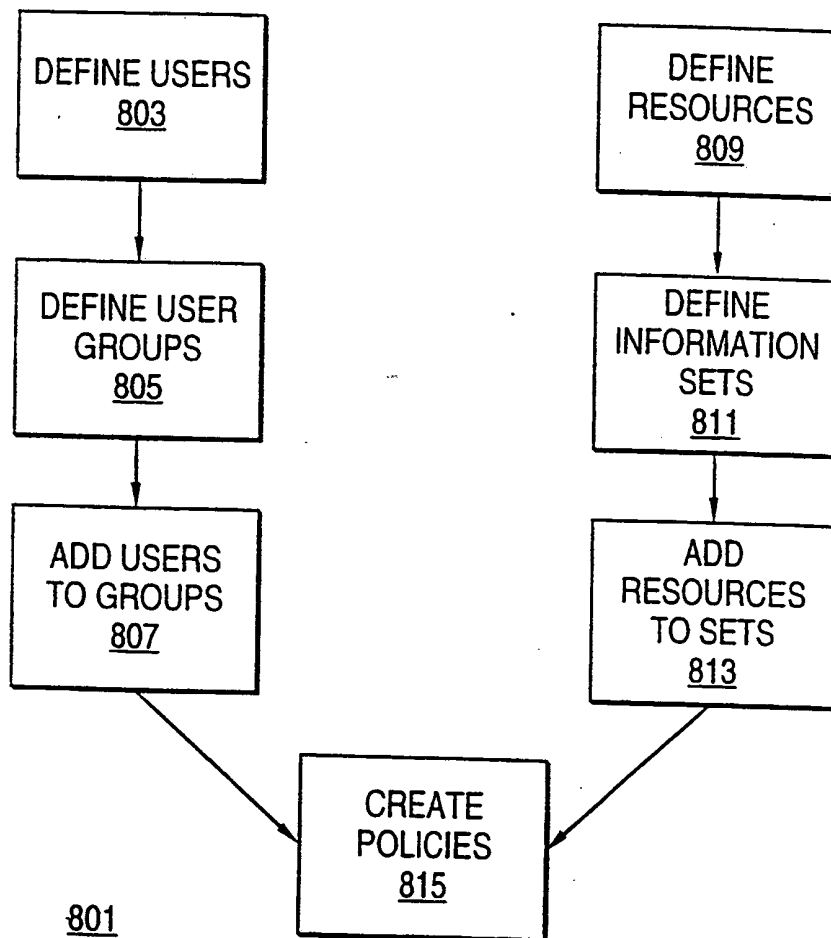 DEFINE USERS
803
DEFINE USER
GROUPS
805
ADD USERS
TO GROUPS
807
DEFINE
RESOURCES
809
DEFINE
INFORMATION
SETS
811
ADD
RESOURCES
TO SETS
813
CREATE
POLICIES
815
801